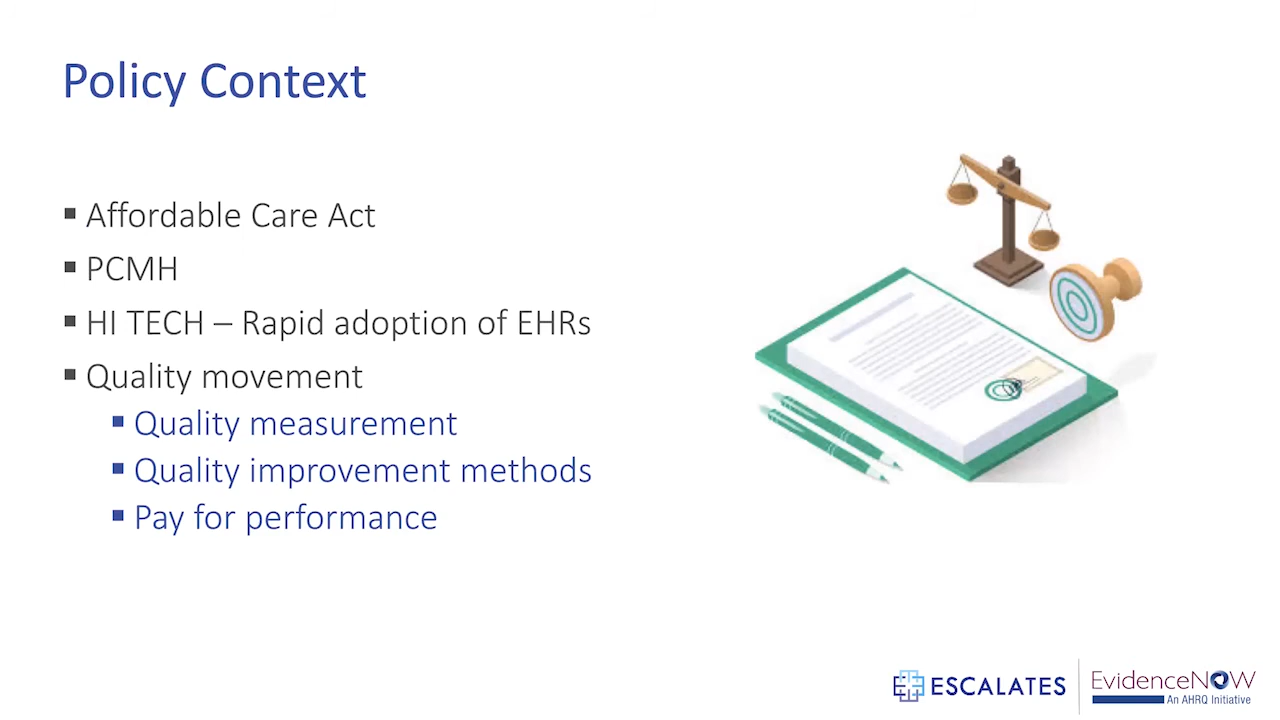 Policy Context
▪ Affordable Care Act
▪ PCMH
▪ HI TECH – Rapid adoption of EHRs
▪ Quality movement
▪ Quality measurement
▪ Quality improvement methods
▪ Pay for performance
ESCALATES
EvidenceNOW
An AHRQ Initiative